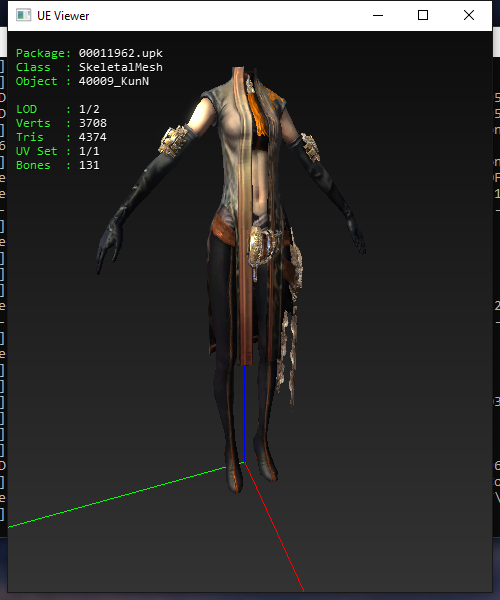 UE Viewer
Package: 00011962.upk
Class  : SkeletalMesh
Object : 40009_KunN
LOD    : 1/2
Verts  : 3708
Tris   : 4374
UV Set : 1/1
Bones  : 131